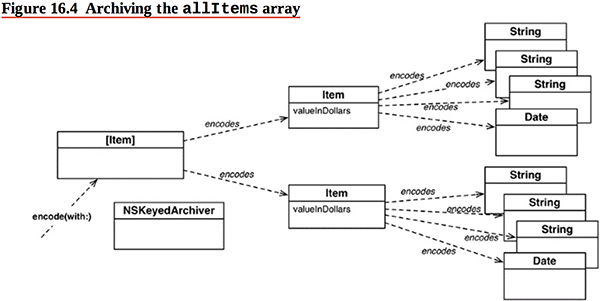 Figure 16.4 Archiving the allItems array
String
encodes
String
Item
encodes
String
valueInDollars
encodes
encodes
encodes
Date
[Item]
encode(with:)
NSKeyedArchiver
encodes
Item
valueInDollars
String
encodes
String
encodes
String
encodes
encodes
Date